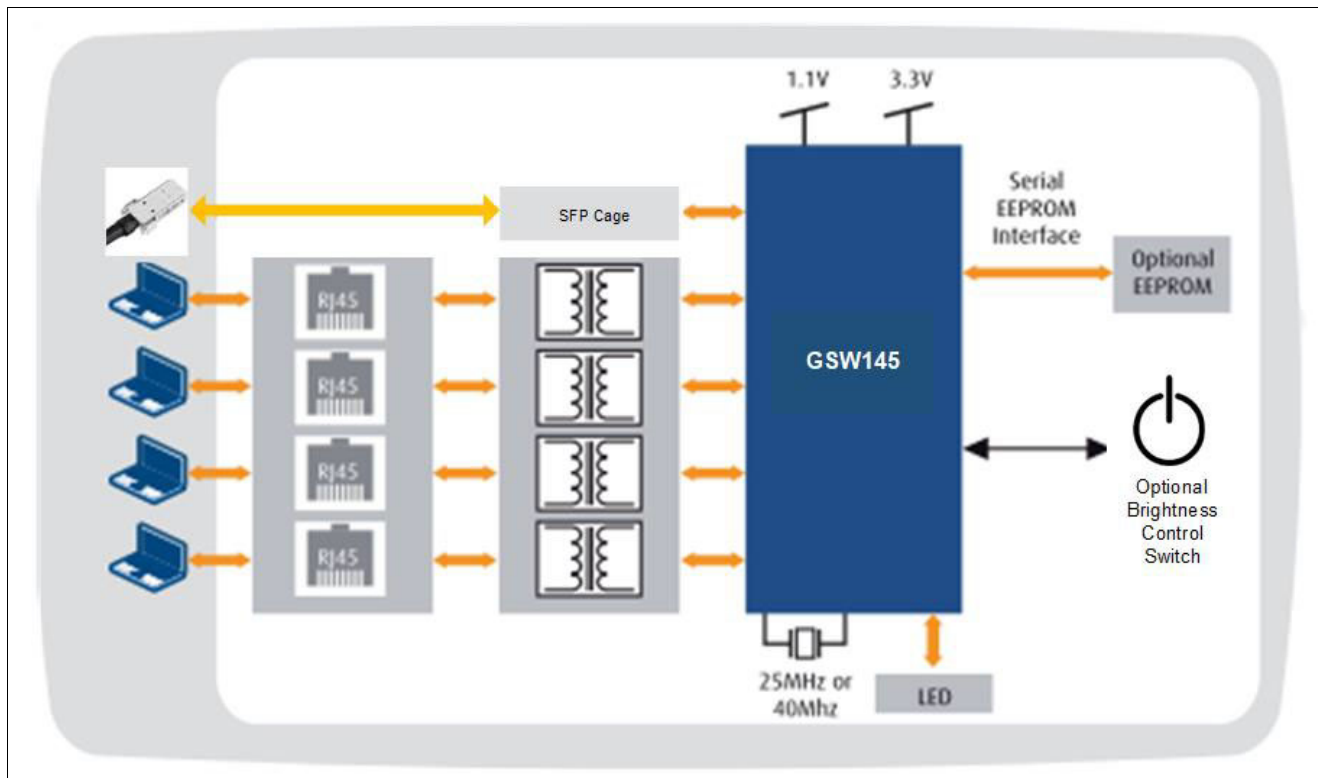 1.1V
3.3V
Serial
EEPROM
Interface
SFP Cage
Optional
EEPROM
RJ45
GSW145
RJ45
RJ45
RJ45
Optional
Brightness
Control
Switch
25MHz or
40Mhz
LED